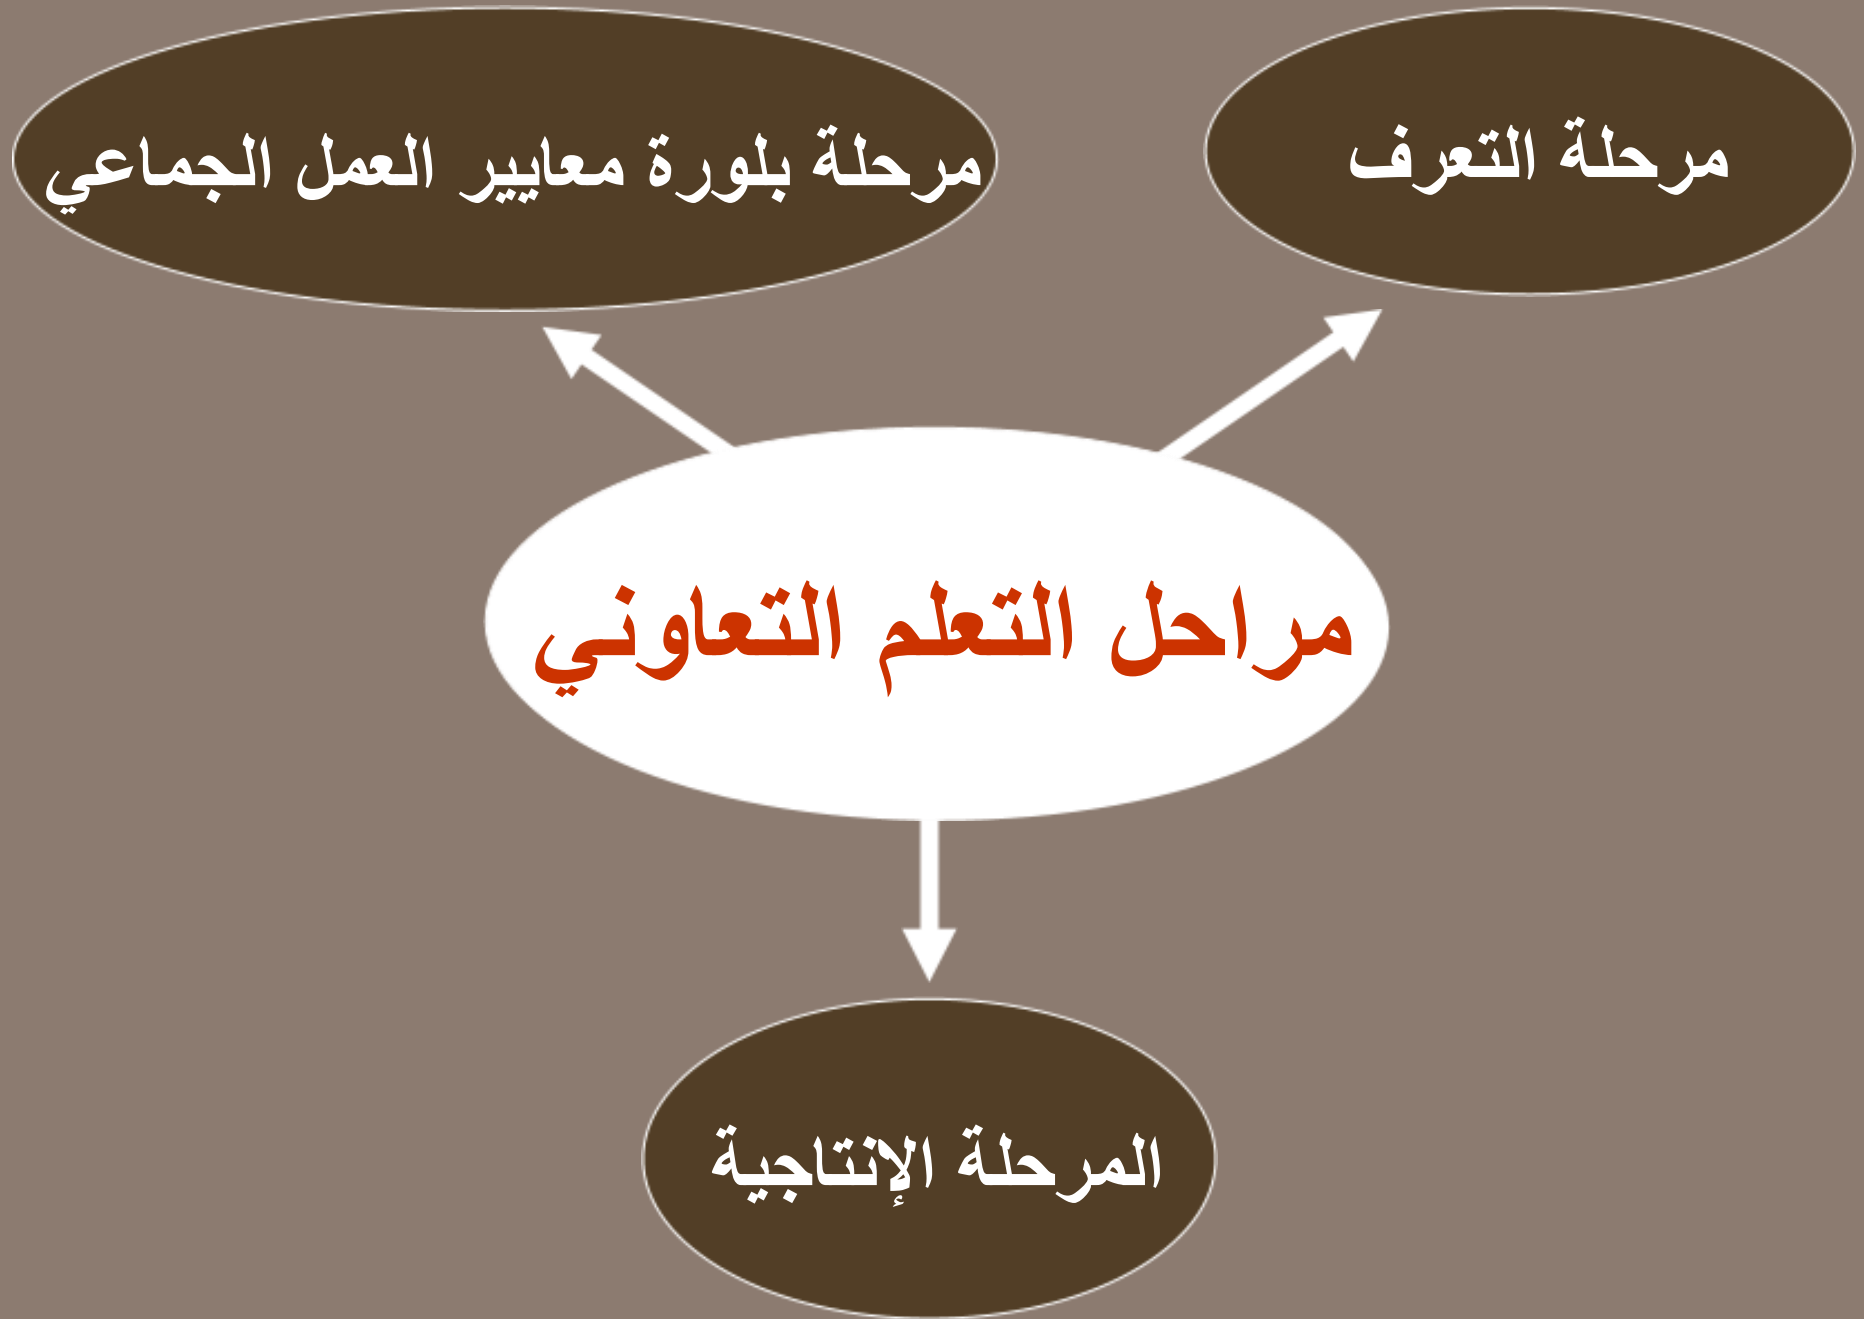 مرحلة التعرف
مرحلة بلورة معايير العمل الجماعي
مراحل التعلم التعاوني
المرحلة الإنتاجية